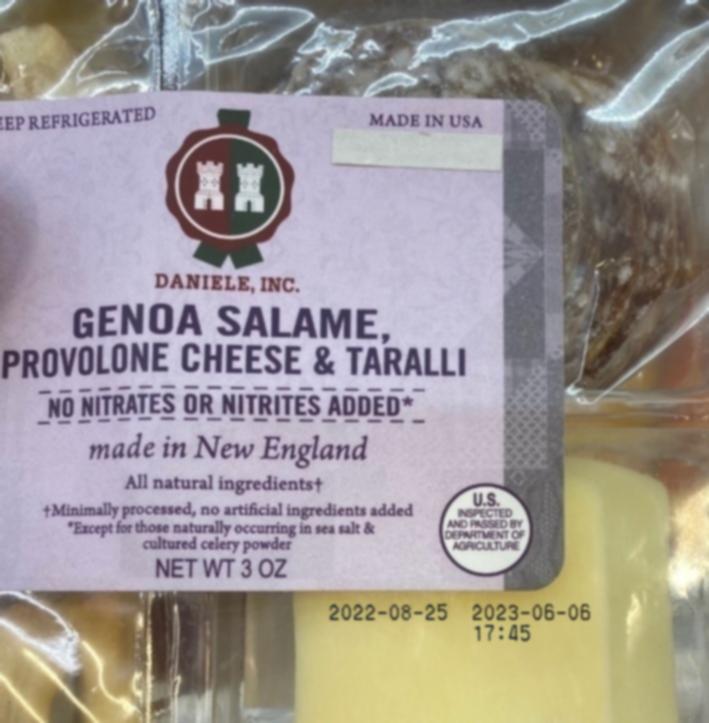 EEP REFRIGERATED
MADE IN USA
DANIELE, INC.
GENOA SALAME,
PROVOLONE CHEESE & TARALLI
NO NITRATES OR NITRITES ADDED*
made in New England
All natural ingredients†
†Minimally processed, no artificial ingredients added
*Except for those naturally occurring in sea salt &
cultured celery powder
NET WT 3 OZ
U.S.
INSPECTED
AND PASSED BY
DEPARTMENT OF
AGRICULTURE
2022-08-25 2023-06-06
17:45